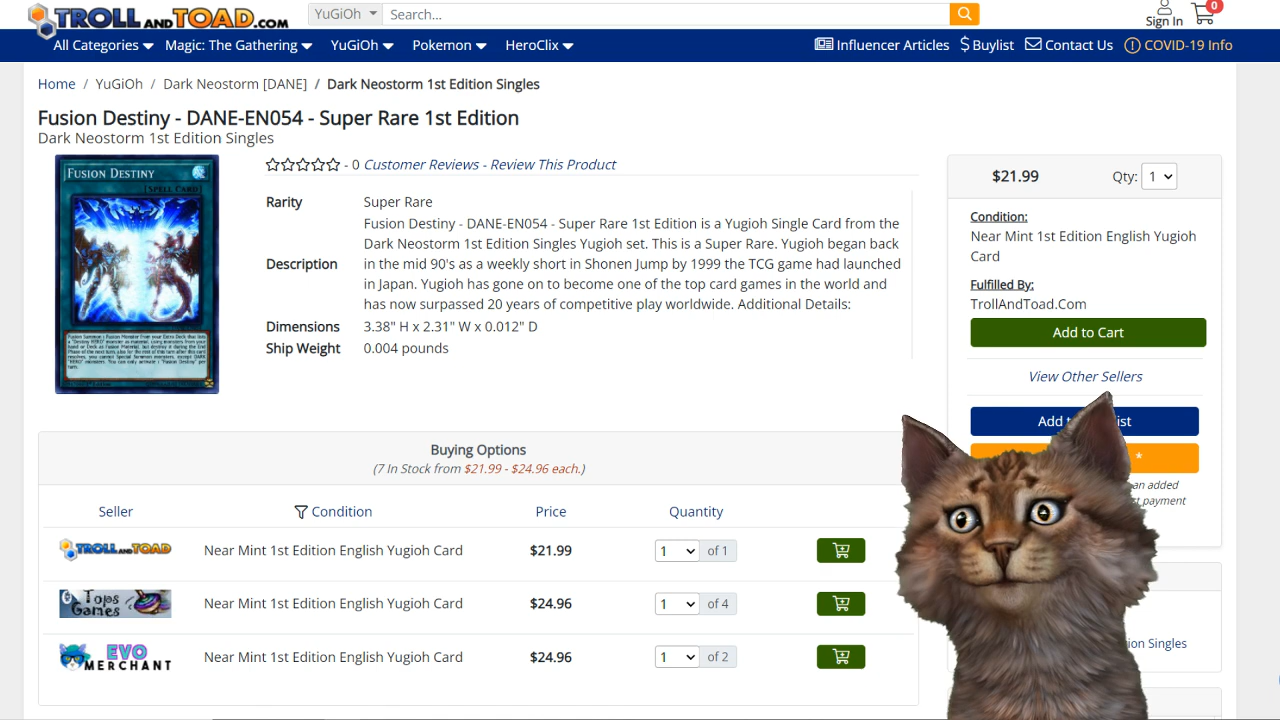 TROLL AND TOAD.COM
YuGiOh
Search...
Sign In
0
All Categories
Magic: The Gathering
YuGiOh
Pokemon
HeroClix
Influencer Articles
$ Buylist
Contact Us
COVID-19 Info
Home / YuGiOh / Dark Neostorm [DANE] / Dark Neostorm 1st Edition Singles
Fusion Destiny - DANE-EN054 - Super Rare 1st Edition
Dark Neostorm 1st Edition Singles
FUSION DESTINY
[SPELL CARD]
- 0 Customer Reviews - Review This Product
Rarity
Super Rare
Description
Fusion Destiny - DANE-EN054 - Super Rare 1st Edition is a Yugioh Single Card from the
Dark Neostorm 1st Edition Singles Yugioh set. This is a Super Rare. Yugioh began back
in the mid 90's as a weekly short in Shonen Jump by 1999 the TCG game had launched
in Japan. Yugioh has gone on to become one of the top card games in the world and
has now surpassed 20 years of competitive play worldwide. Additional Details:
Dimensions
3.38" H x 2.31" W x 0.012" D
Ship Weight
0.004 pounds
$21.99
Qty: 1
Condition:
Near Mint 1st Edition English Yugioh
Card
Fulfilled By:
TrollAndToad.Com
Add to Cart
View Other Sellers
Add
*
an added
payment
Buying Options
(7 In Stock from $21.99 - $24.96 each.)
Seller
Condition
Price
Quantity
TROLL AND TOAD
Near Mint 1st Edition English Yugioh Card
$21.99
1 of 1
Tops Games
Near Mint 1st Edition English Yugioh Card
$24.96
1 of 4
EVO MERCHANT
Near Mint 1st Edition English Yugioh Card
$24.96
1 of 2
Singles